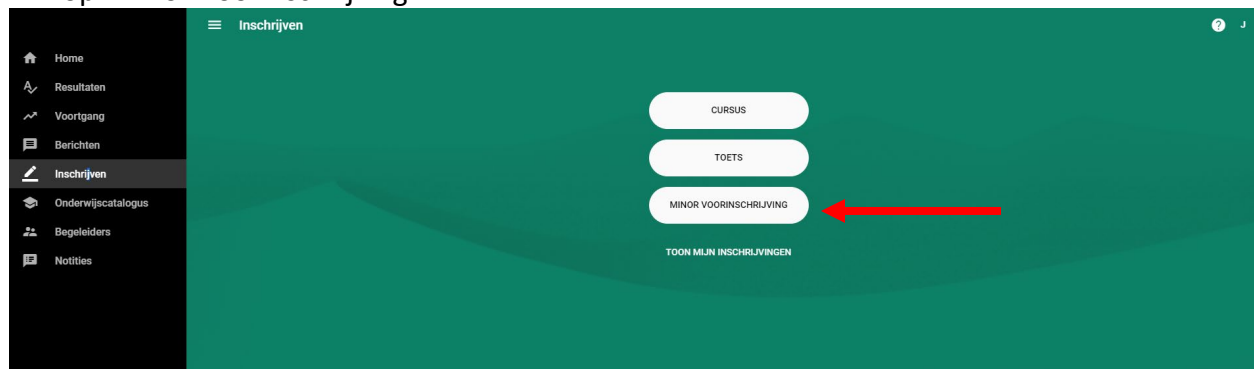 Inschrijven
J
Home
Resultaten
Voortgang
Berichten
Inschrijven
Onderwijscatalogus
Begeleiders
Notities
CURSUS
TOETS
MINOR VOORINSCHRIJVING
TOON MIJN INSCHRIJVINGEN